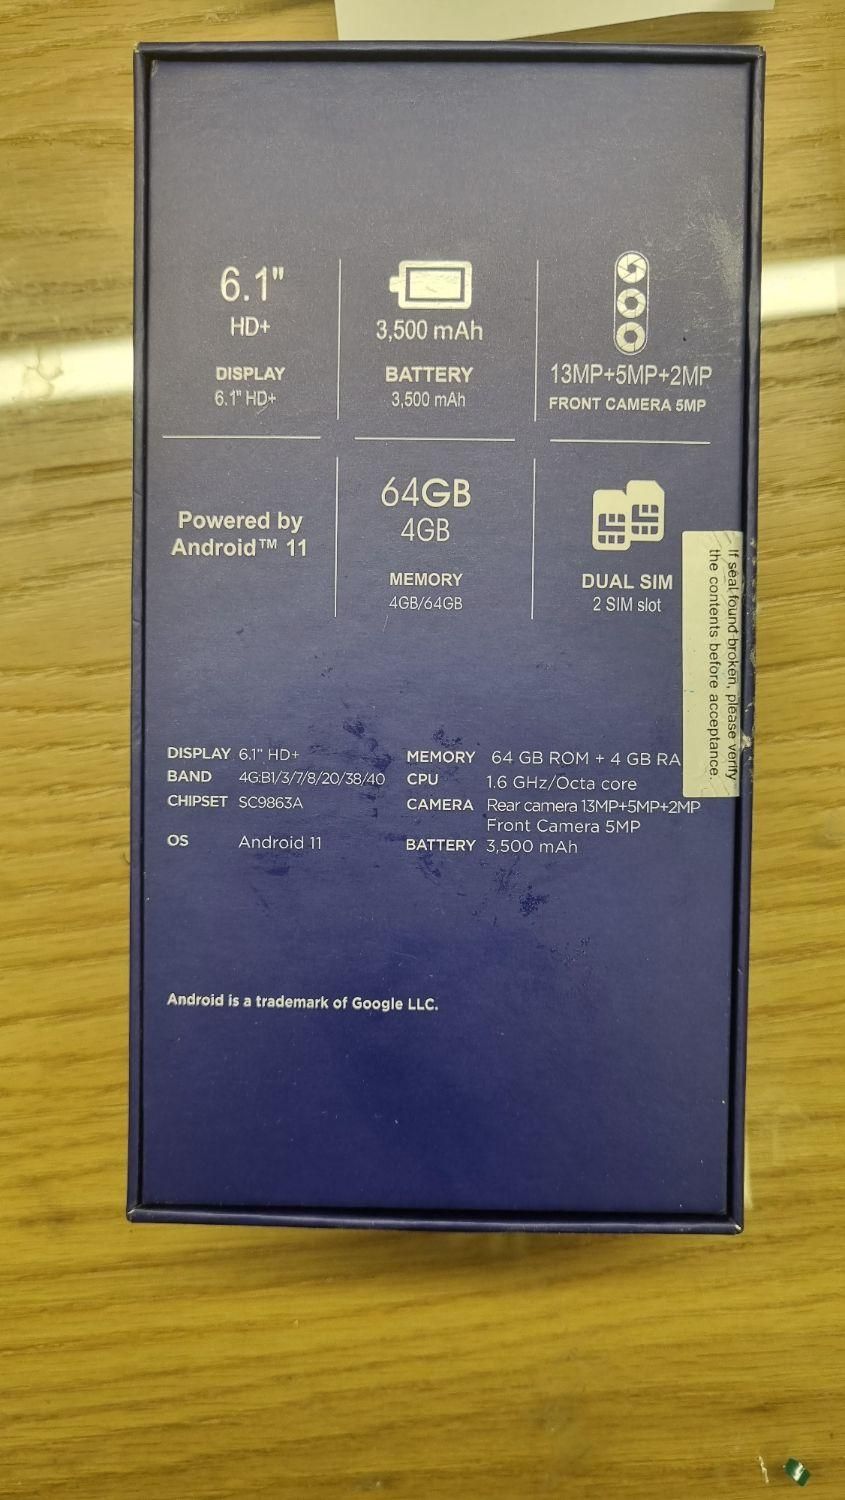 6.1"
HD+
DISPLAY
6.1" HD+
3,500 mAh
BATTERY
3,500 mAh
13MP+5MP+2MP
FRONT CAMERA 5MP
Powered by
Android™ 11
64GB
4GB
MEMORY
4GB/64GB
DUAL SIM
2 SIM slot
If seal found broken, please verify
the contents before acceptance.
DISPLAY 6.1" HD+
BAND 4G:B1/3/7/8/20/38/40
CHIPSET SC9863A
OS Android 11
MEMORY 64 GB ROM + 4 GB RA
CPU 1.6 GHz/Octa core
CAMERA Rear camera 13MP+5MP+2MP
Front Camera 5MP
BATTERY 3,500 mAh
Android is a trademark of Google LLC.